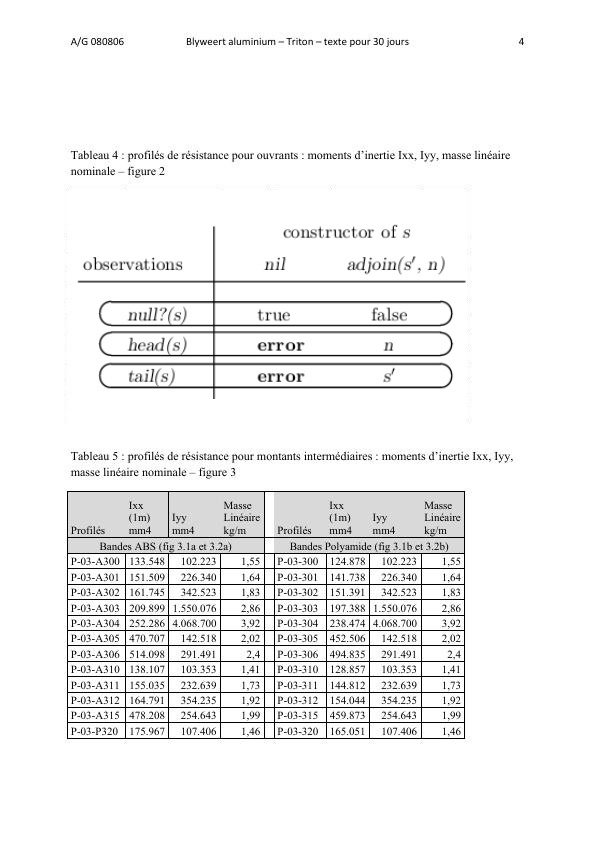 A/G 080806 Blyweert aluminium – Triton – texte pour 30 jours 4
Tableau 4 : profilés de résistance pour ouvrants : moments d’inertie Ixx, Iyy, masse linéaire
nominale – figure 2
constructor of s
observations nil adjoin(s′, n)
null?(s) true false
head(s) error n
tail(s) error s′
Tableau 5 : profilés de résistance pour montants intermédiaires : moments d’inertie Ixx, Iyy,
masse linéaire nominale – figure 3
Ixx Masse Ixx Masse
(1m) Iyy Linéaire (1m) Iyy Linéaire
Profilés mm4 mm4 kg/m Profilés mm4 mm4 kg/m
Bandes ABS (fig 3.1a et 3.2a) Bandes Polyamide (fig 3.1b et 3.2b)
P-03-A300 133.548 102.223 1,55 P-03-300 124.878 102.223 1,55
P-03-A301 151.509 226.340 1,64 P-03-301 141.738 226.340 1,64
P-03-A302 161.745 342.523 1,83 P-03-302 151.391 342.523 1,83
P-03-A303 209.899 1.550.076 2,86 P-03-303 197.388 1.550.076 2,86
P-03-A304 252.286 4.068.700 3,92 P-03-304 238.474 4.068.700 3,92
P-03-A305 470.707 142.518 2,02 P-03-305 452.506 142.518 2,02
P-03-A306 514.098 291.491 2,4 P-03-306 494.835 291.491 2,4
P-03-A310 138.107 103.353 1,41 P-03-310 128.857 103.353 1,41
P-03-A311 155.035 232.639 1,73 P-03-311 144.812 232.639 1,73
P-03-A312 164.791 354.235 1,92 P-03-312 154.044 354.235 1,92
P-03-A315 478.208 254.643 1,99 P-03-315 459.873 254.643 1,99
P-03-P320 175.967 107.406 1,46 P-03-320 165.051 107.406 1,46